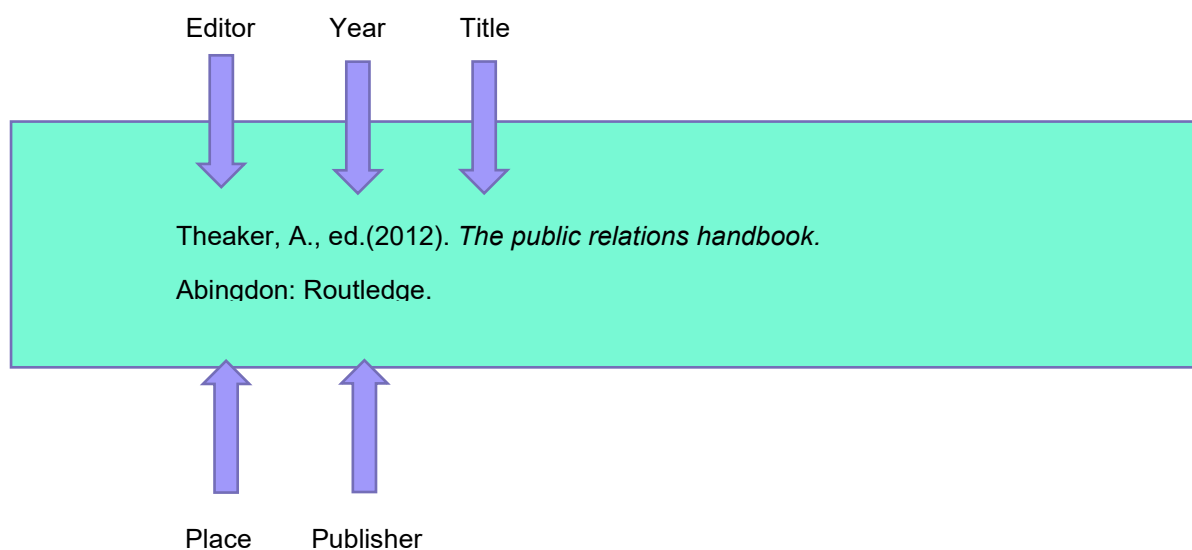 Editor Year Title
Theaker, A., ed.(2012). The public relations handbook.
Abingdon: Routledge.
Place Publisher